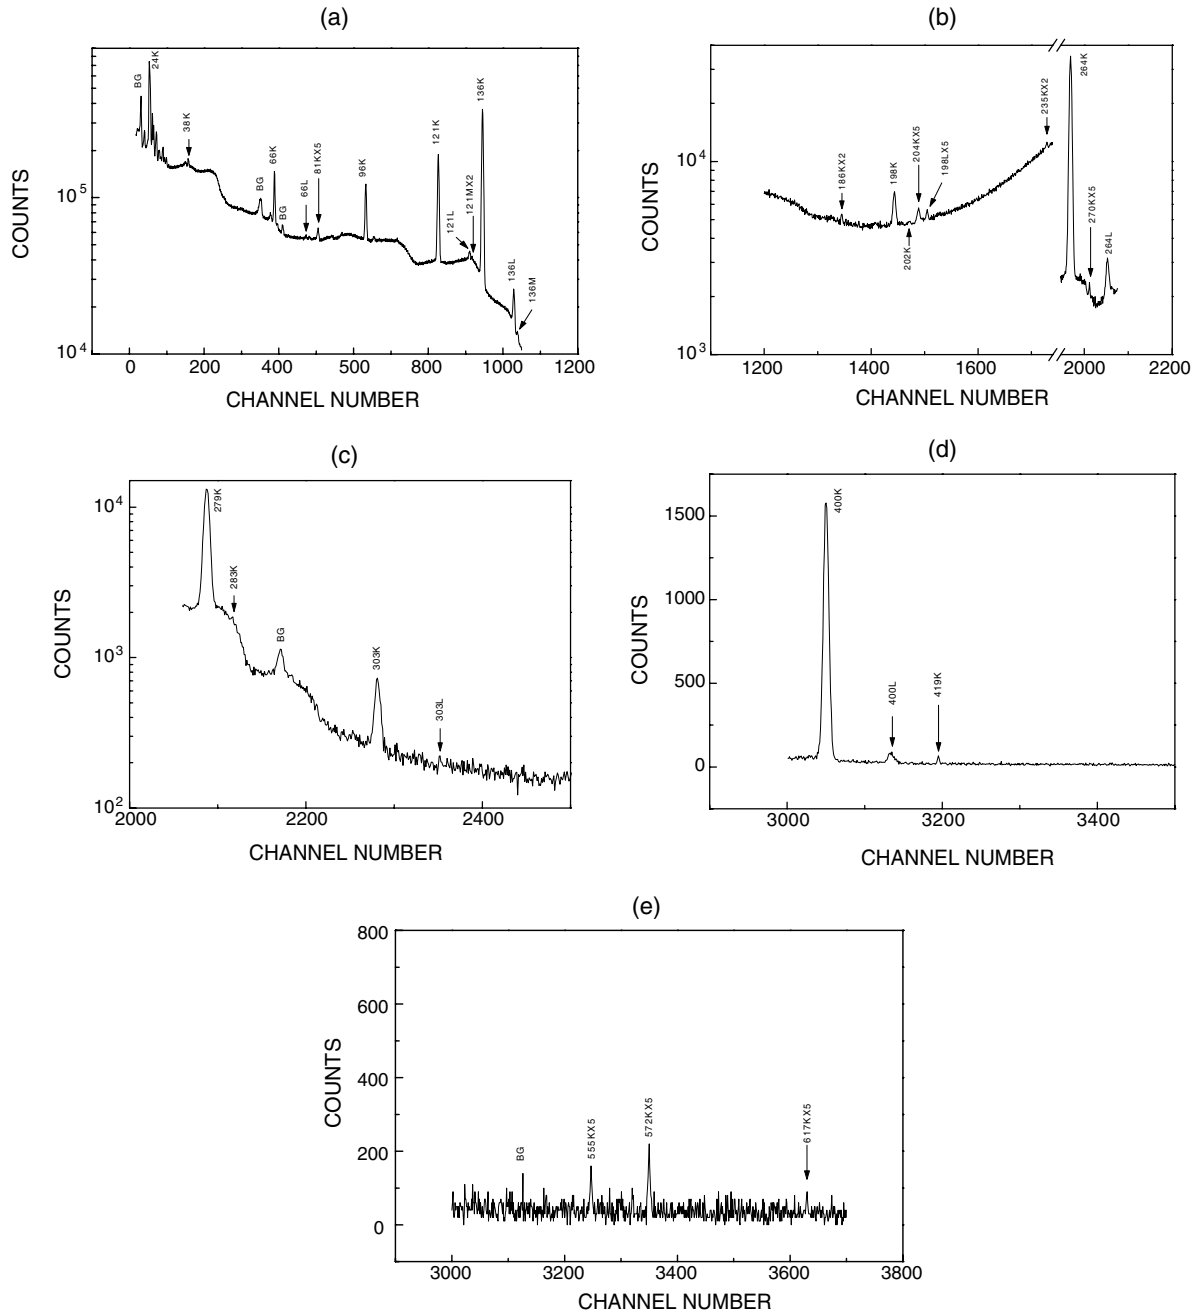 (a)
COUNTS
10^5
10^4
BG
24K
38K
BG
66K
BG
66L
81KX5
96K
121K
121L
121MX2
136K
136L
136M
0
200
400
600
800
1000
1200
CHANNEL NUMBER
(b)
COUNTS
10^4
10^3
186KX2
198K
202K
204KX5
198LX5
235KX2
264K
270KX5
264L
1200
1400
1600
2000
2200
CHANNEL NUMBER
(c)
COUNTS
10^4
10^3
10^2
279K
283K
BG
303K
303L
2000
2200
2400
CHANNEL NUMBER
(d)
COUNTS
1500
1000
500
0
400K
400L
419K
3000
3200
3400
CHANNEL NUMBER
(e)
COUNTS
800
600
400
200
0
BG
555KX5
572KX5
617KX5
3000
3200
3400
3600
3800
CHANNEL NUMBER